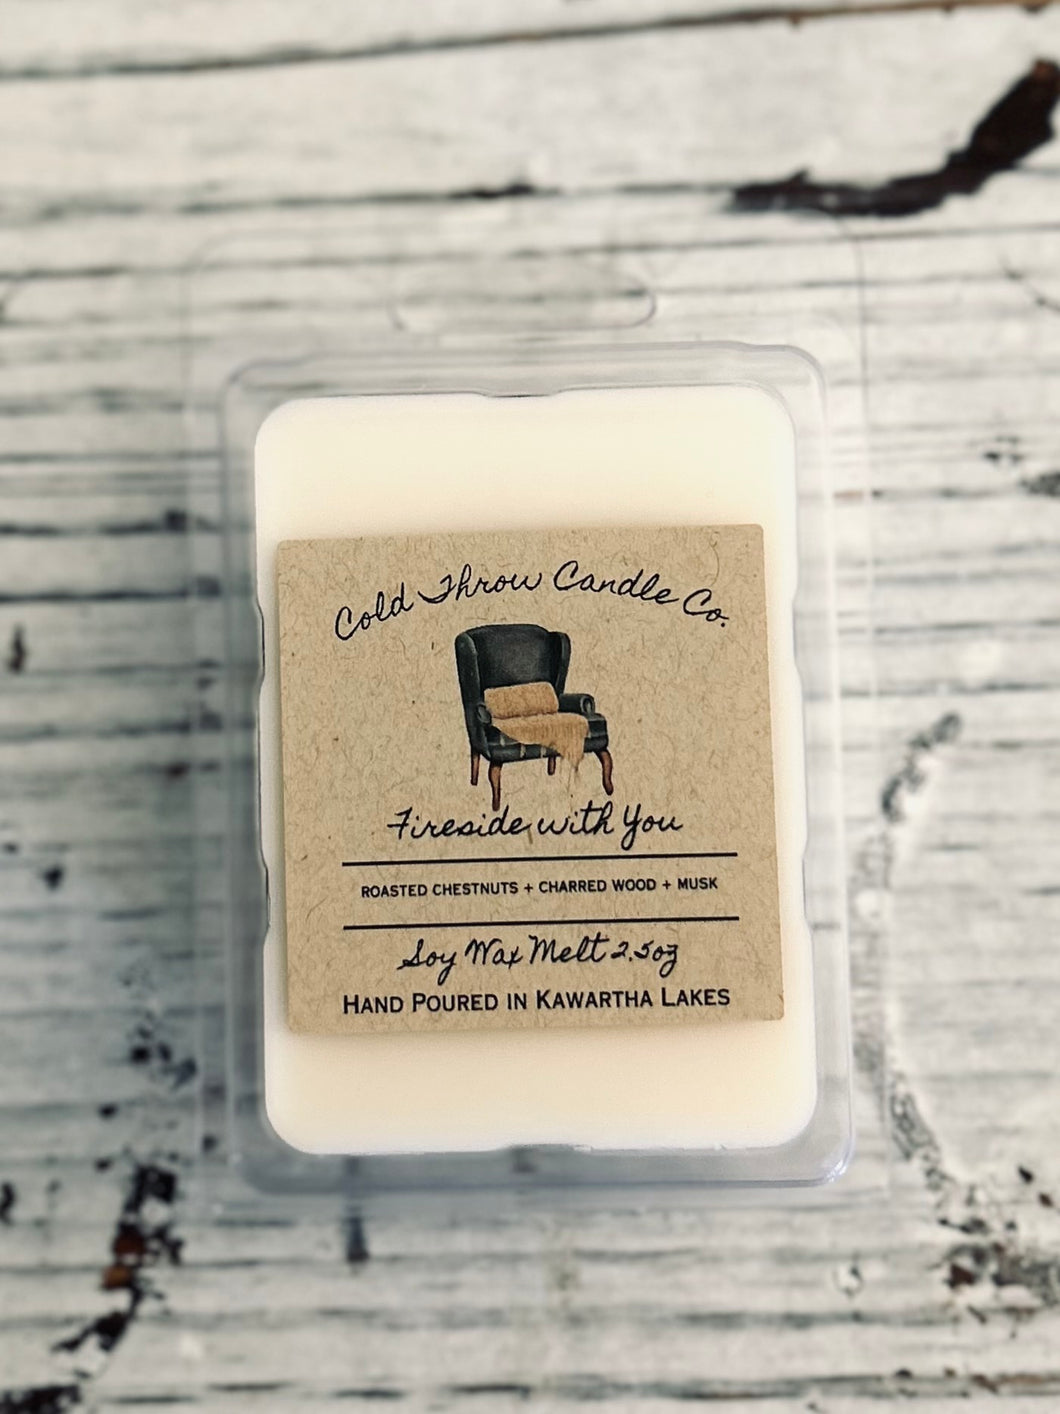 Cold Throw Candle Co.
Fireside with You
ROASTED CHESTNUTS + CHARRED WOOD + MUSK
Soy Wax Melt 2.5oz
HAND POURED IN KAWARTHA LAKES